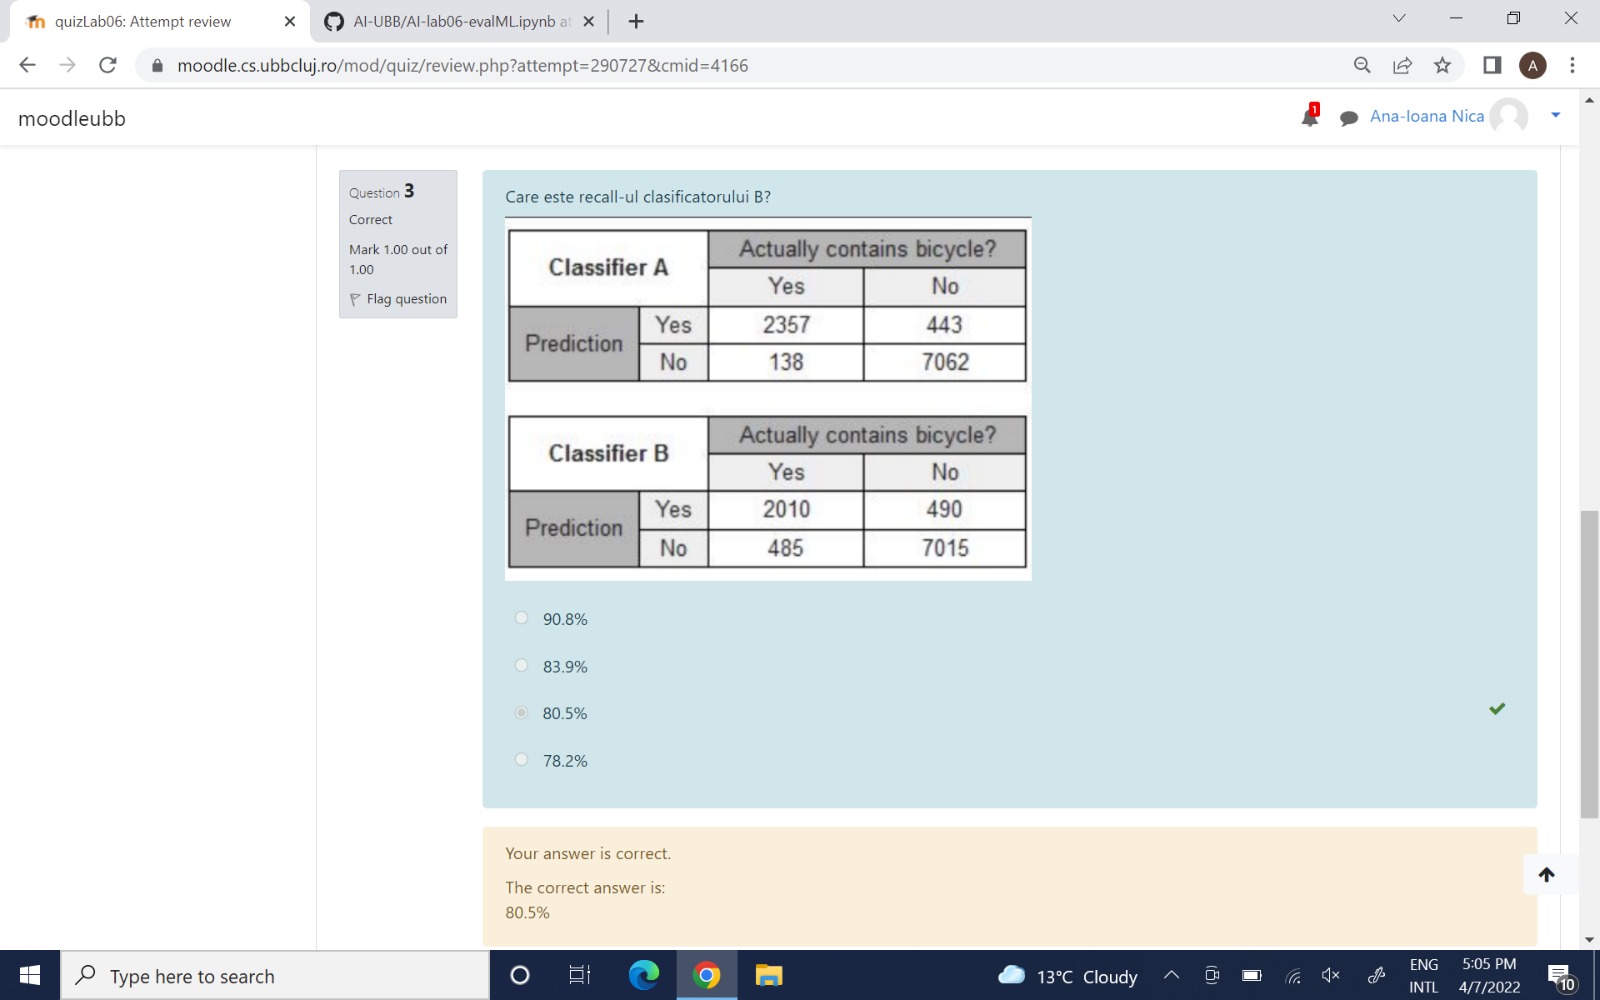 quizLab06: Attempt review
AI-UBB/AI-lab06-evalML.ipynb at
moodle.cs.ubbcluj.ro/mod/quiz/review.php?attempt=290727&cmid=4166
A
moodleubb
1
Ana-Ioana Nica
Question 3
Correct
Mark 1.00 out of
1.00
Flag question
Care este recall-ul clasificatorului B?
Classifier A
Actually contains bicycle?
Yes No
Prediction
Yes 2357 443
No 138 7062
Classifier B
Actually contains bicycle?
Yes No
Prediction
Yes 2010 490
No 485 7015
90.8%
83.9%
80.5%
78.2%
Your answer is correct.
The correct answer is:
80.5%
Type here to search
13°C Cloudy
ENG
INTL
5:05 PM
4/7/2022
10